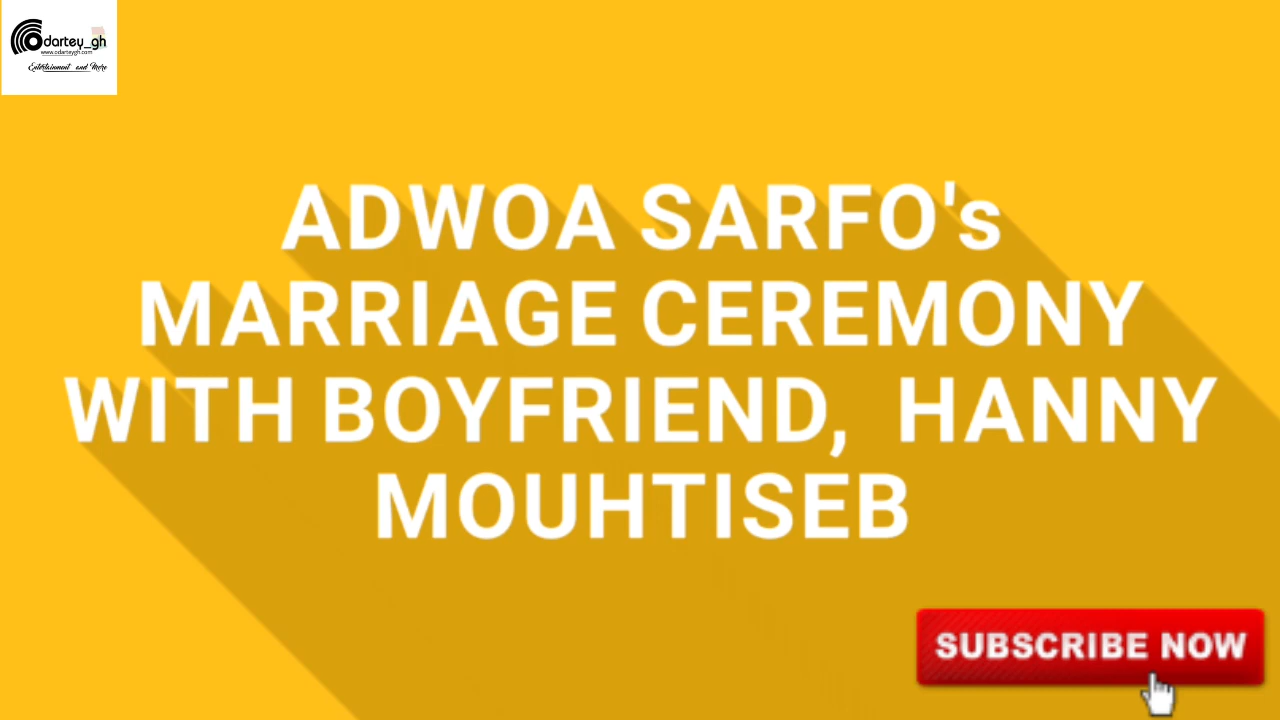 Odartey_gh
www.odarteygh.com
Entertainment and More
ADWOA SARFO's
MARRIAGE CEREMONY
WITH BOYFRIEND, HANNY
MOUHTISEB
SUBSCRIBE NOW